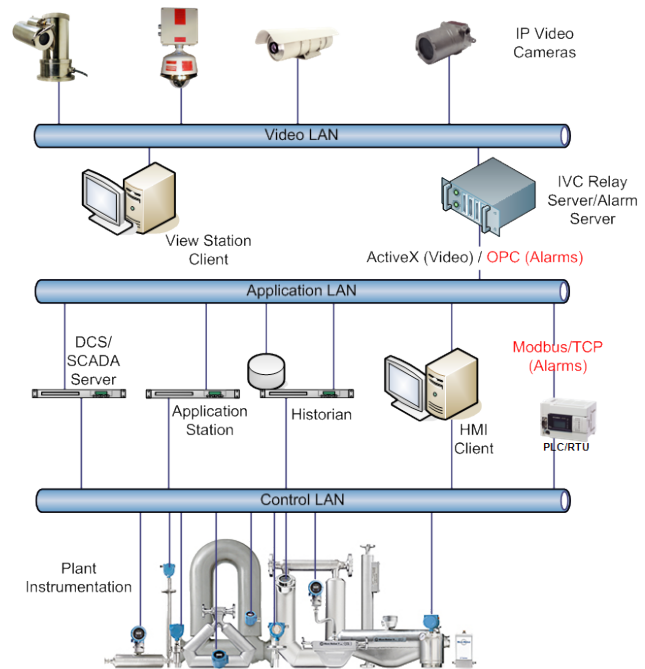 IP Video
Cameras
Video LAN
View Station
Client
IVC Relay
Server/Alarm
Server
ActiveX (Video) / OPC (Alarms)
Application LAN
DCS/
SCADA
Server
Application
Station
Historian
HMI
Client
Modbus/TCP
(Alarms)
PLC/RTU
Control LAN
Plant
Instrumentation